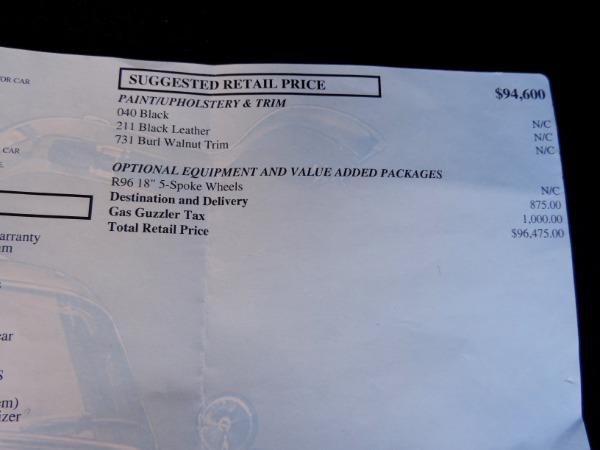 OR CAR
CAR
arranty
m
ear
S
em)
izer
SUGGESTED RETAIL PRICE $94,600
PAINT/UPHOLSTERY & TRIM
040 Black N/C
211 Black Leather N/C
731 Burl Walnut Trim N/C
OPTIONAL EQUIPMENT AND VALUE ADDED PACKAGES
R96 18" 5-Spoke Wheels N/C
Destination and Delivery 875.00
Gas Guzzler Tax 1,000.00
Total Retail Price $96,475.00